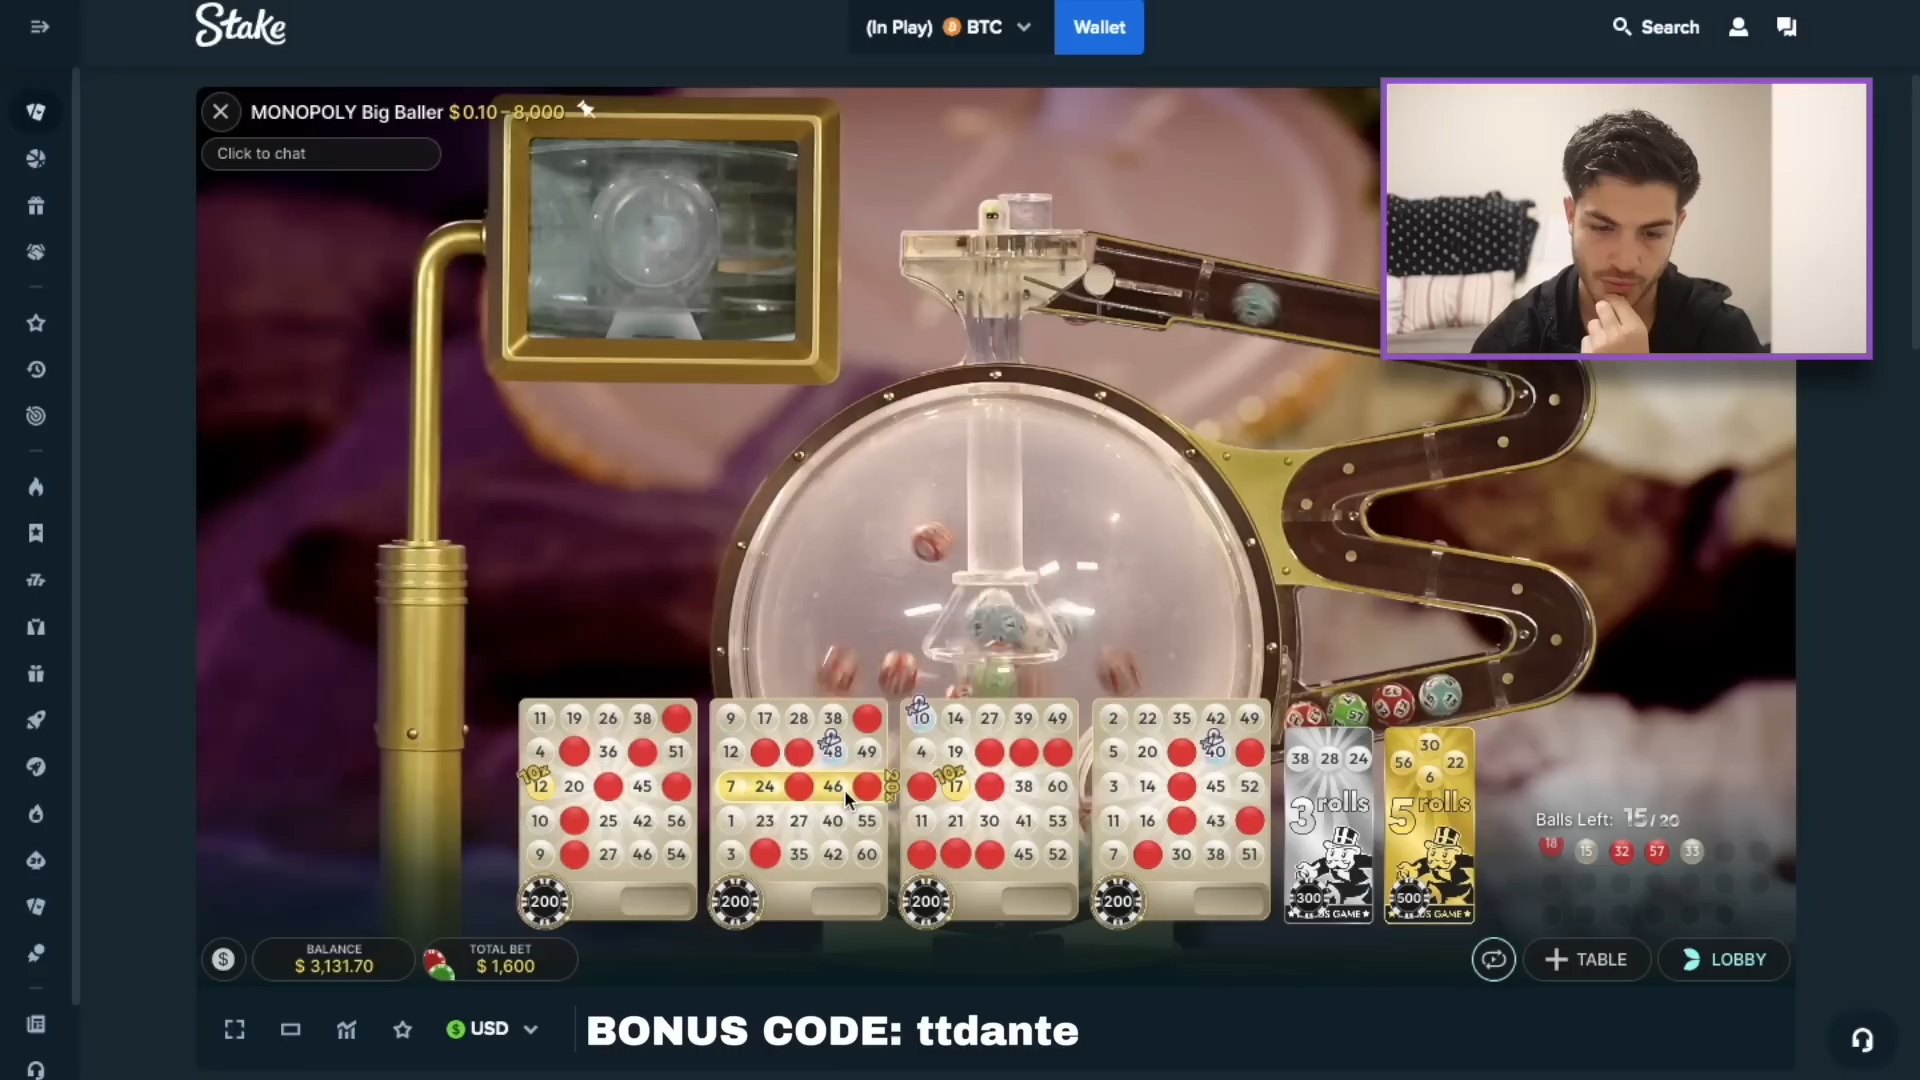 Stake
(In Play) BTC
Wallet
Search
MONOPOLY Big Baller $0.10 - 8,000
Click to chat
11 19 26 38
4 36 51
10x
12 20 45
10 25 42 56
9 27 46 54
200
9 17 28 38
12 48 49
7 24 46 20x
1 23 27 40 55
3 35 42 60
200
10 14 27 39 49
4 19
10x
17 38 60
11 21 30 41 53
45 52
200
2 22 35 42 49
5 20 40
3 14 45 52
11 16 43
7 30 38 51
200
38 28 24
3 rolls
300
GAME
30
56 22
6
5 rolls
500
GAME
Balls Left: 15/20
18 15 32 57 33
BALANCE
$ 3,131.70
TOTAL BET
$ 1,600
TABLE
LOBBY
USD
BONUS CODE: ttdante